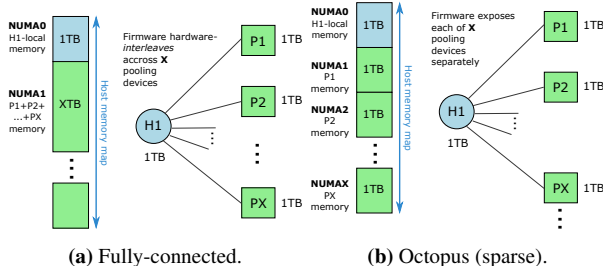 NUMA0
H1-local
memory
1TB
NUMA1
P1+P2+
...+PX
memory
XTB
Host memory map
Firmware hardware-
interleaves
accross X
pooling
devices
H1
1TB
P1
1TB
P2
1TB
...
PX
1TB
NUMA0
H1-local
memory
1TB
NUMA1
P1
memory
1TB
NUMA2
P2
memory
1TB
NUMAX
PX
memory
1TB
Host memory map
Firmware exposes
each of X
pooling devices
separately
H1
1TB
P1
1TB
P2
1TB
...
PX
1TB
(a) Fully-connected.
(b) Octopus (sparse).